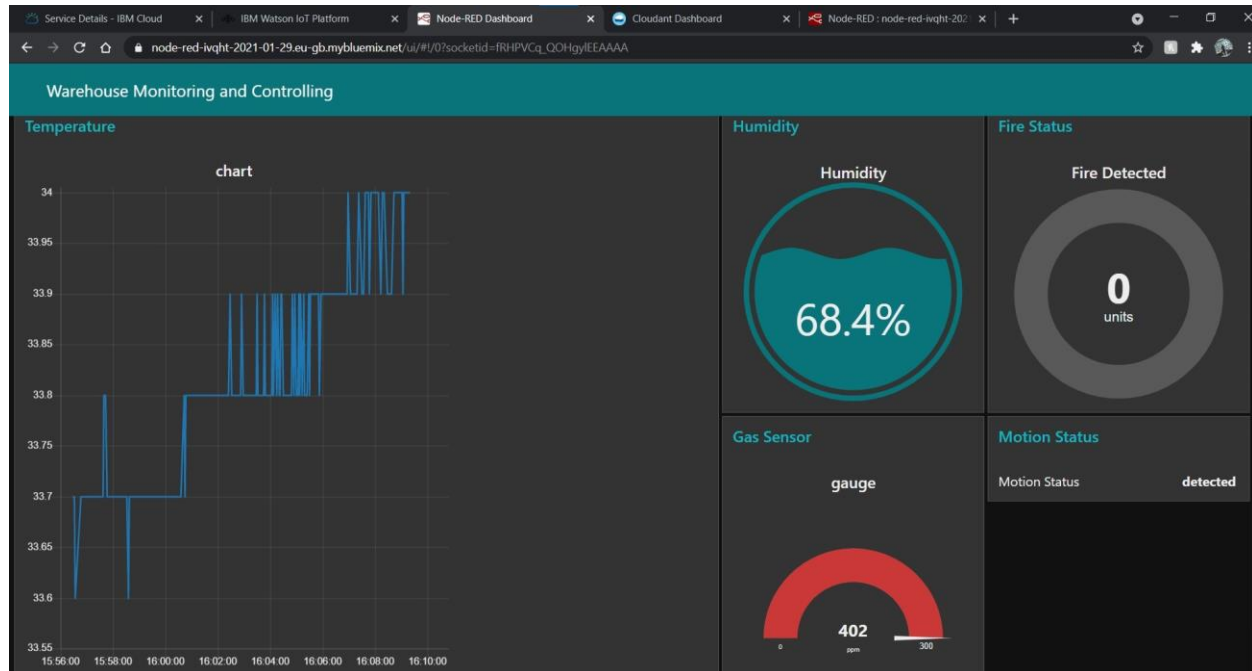 Service Details - IBM Cloud
IBM Watson IoT Platform
Node-RED Dashboard
Cloudant Dashboard
Node-RED : node-red-ivqht-202
node-red-ivqht-2021-01-29.eu-gb.mybluemix.net/ui/#!/0?socketid=fRHPVCq_QOHgylEEAAAA
Warehouse Monitoring and Controlling
Temperature
chart
34
33.95
33.9
33.85
33.8
33.75
33.7
33.65
33.6
33.55
15:56:00 15:58:00 16:00:00 16:02:00 16:04:00 16:06:00 16:08:00 16:10:00
Humidity
Humidity
68.4%
Fire Status
Fire Detected
0
units
Gas Sensor
gauge
402
ppm
0
300
Motion Status
Motion Status detected